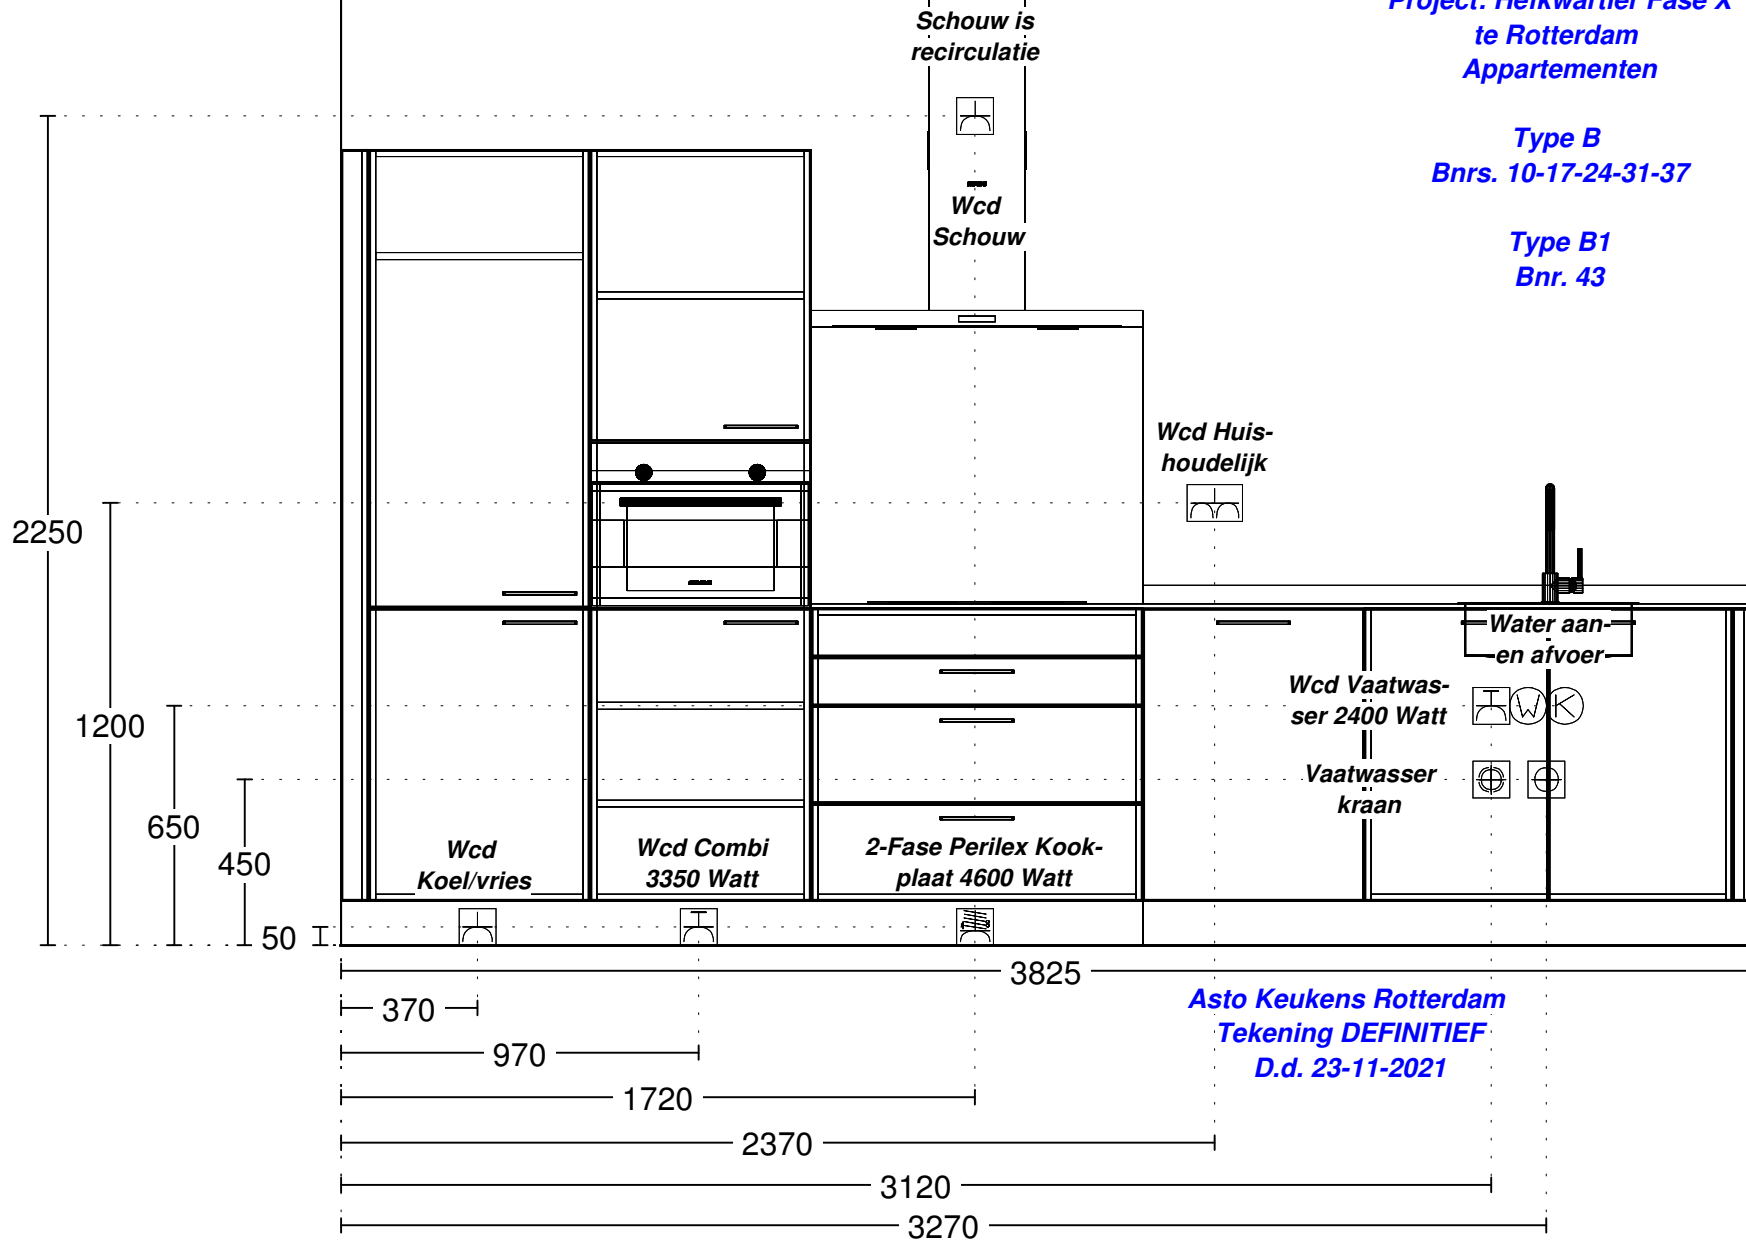 Schouw is
recirculatie
Project: Hefkwartier Fase X
te Rotterdam
Appartementen
Type B
Bnrs. 10-17-24-31-37
Type B1
Bnr. 43
Wcd
Schouw
Wcd Huis-
houdelijk
2250
1200
650
450
50
Water aan-
en afvoer
Wcd Vaatwas-
ser 2400 Watt
W K
Vaatwasser
kraan
Wcd
Koel/vries
Wcd Combi
3350 Watt
2-Fase Perilex Kook-
plaat 4600 Watt
3825
370
970
1720
2370
3120
3270
Asto Keukens Rotterdam
Tekening DEFINITIEF
D.d. 23-11-2021